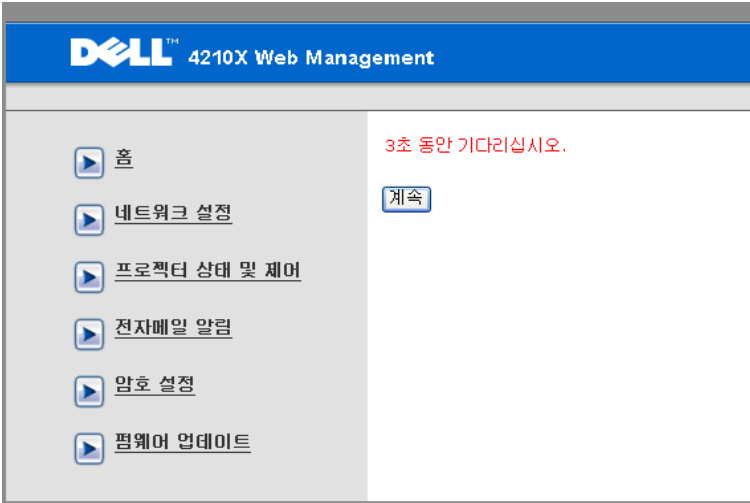 DELL™ 4210X Web Management
홈
네트워크 설정
프로젝터 상태 및 제어
전자메일 알림
암호 설정
펌웨어 업데이트
3초 동안 기다리십시오.
계속